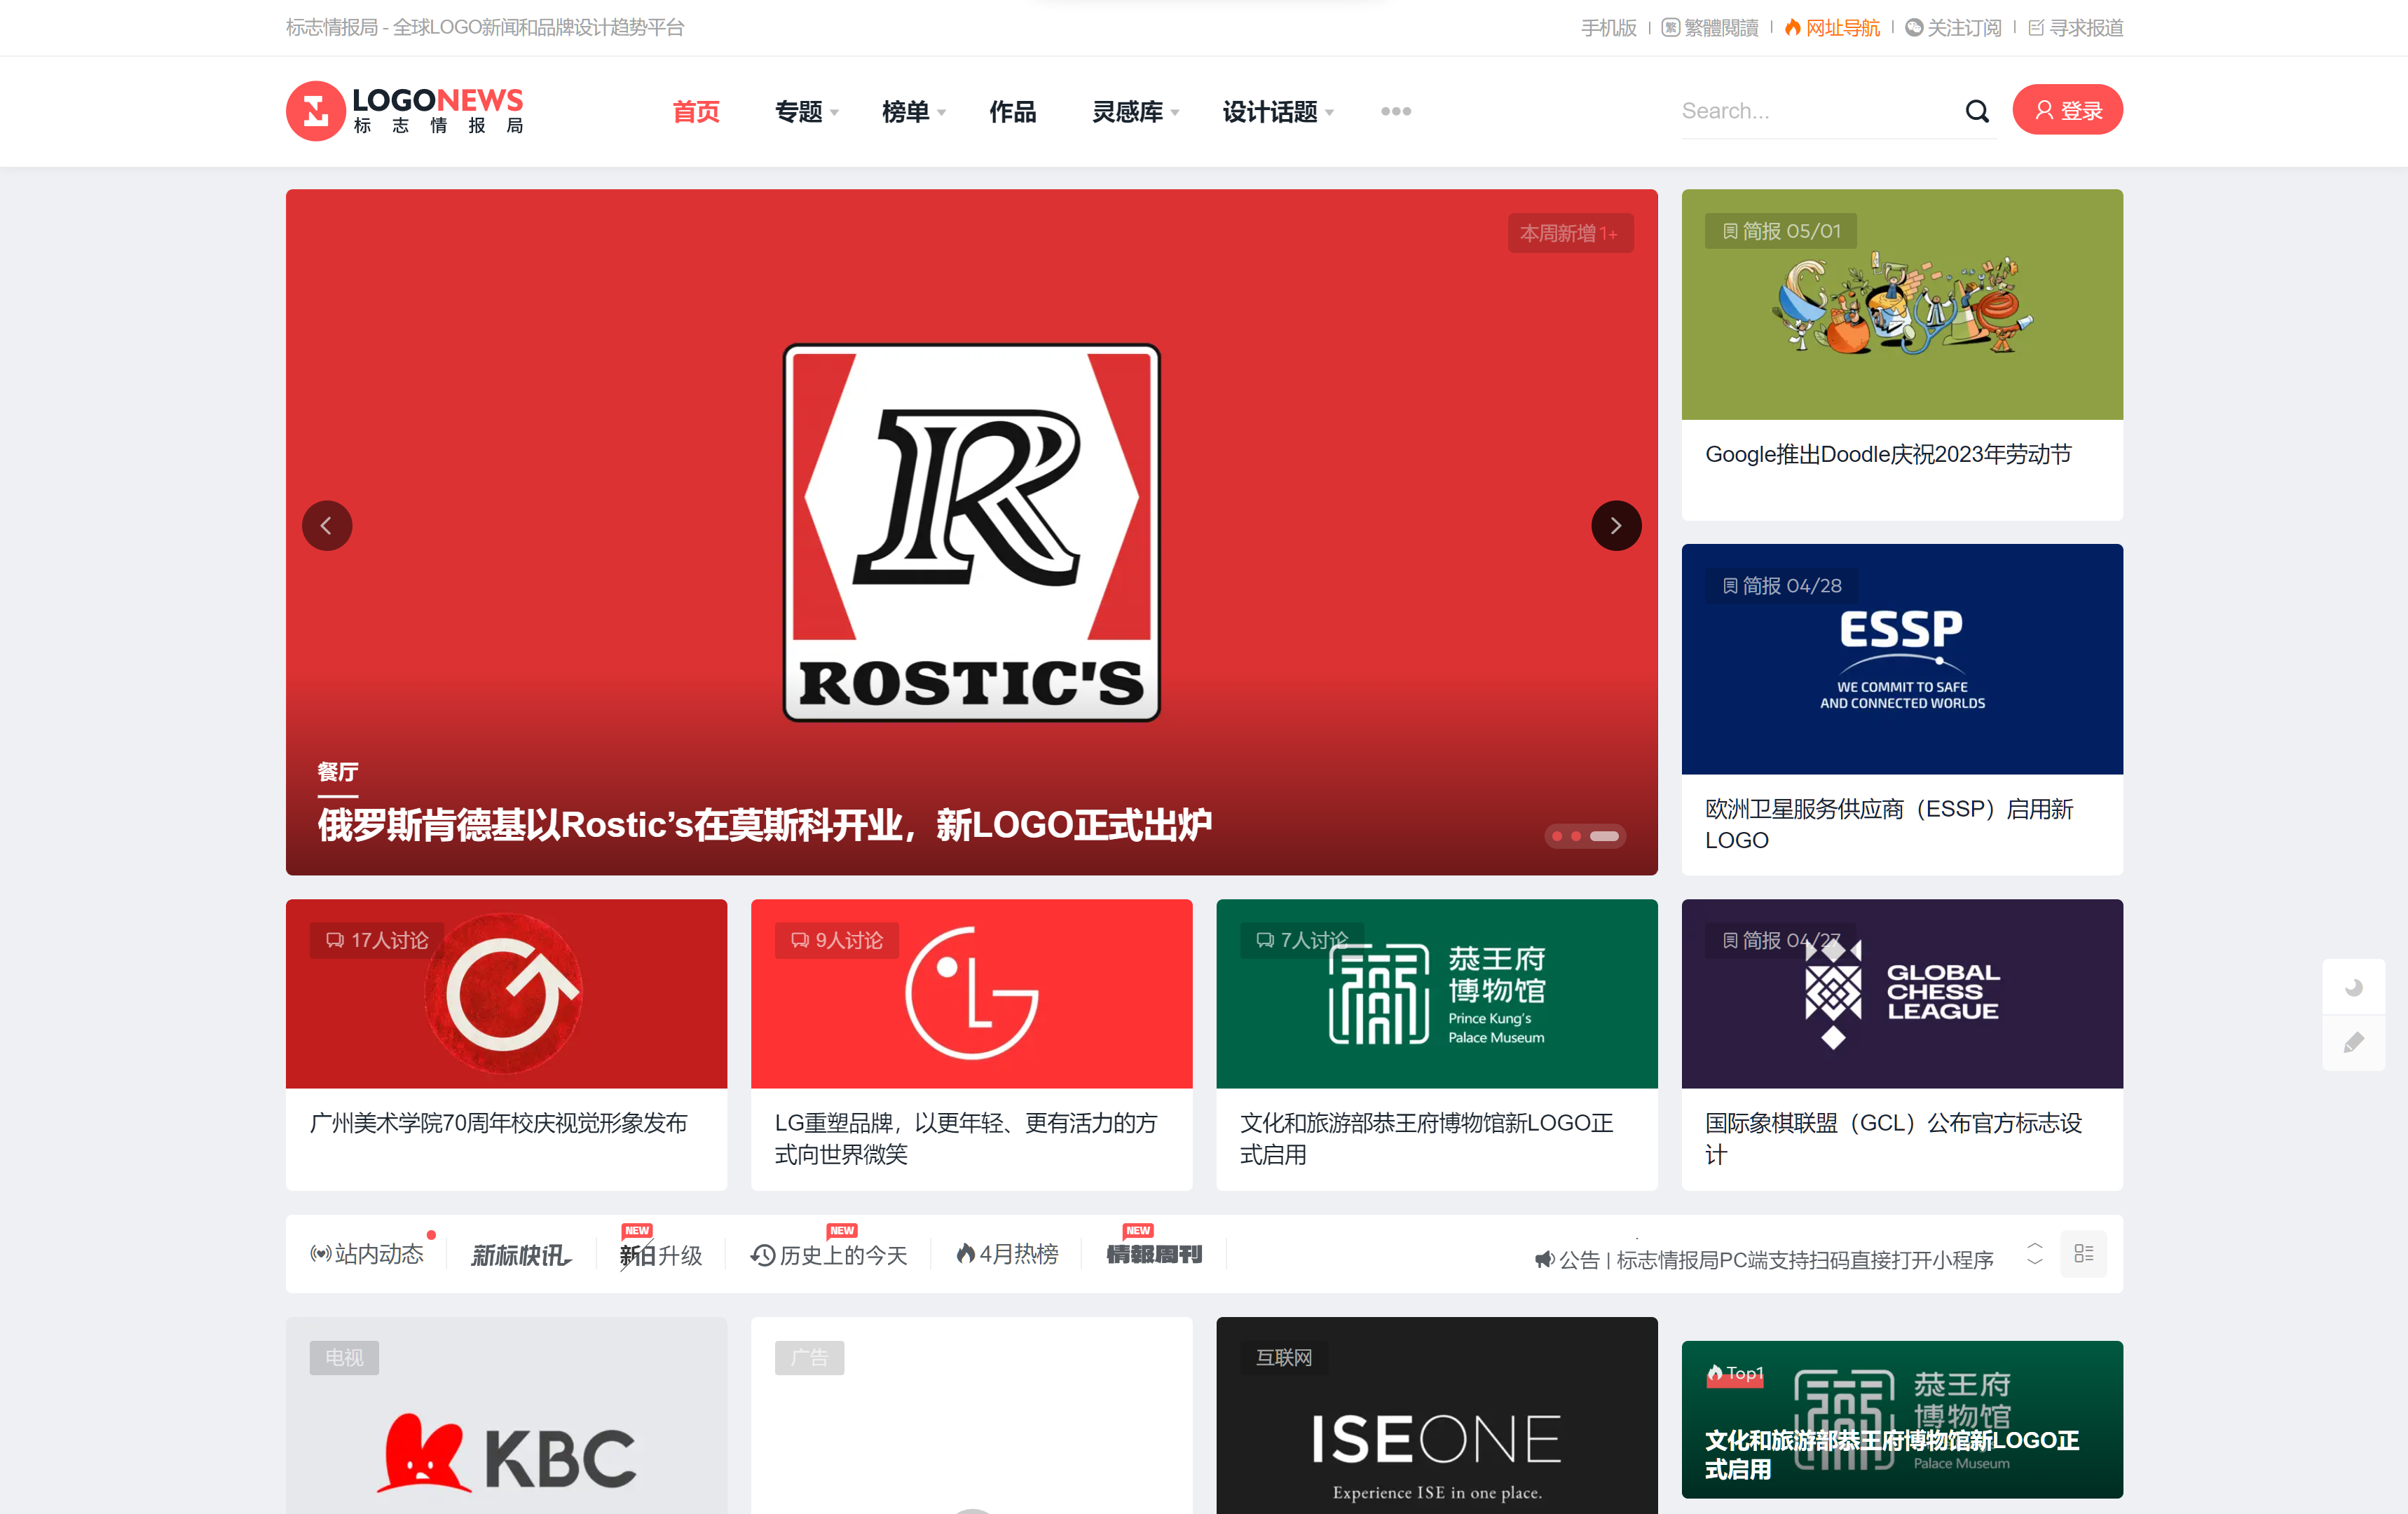 标志情报局 - 全球LOGO新闻和品牌设计趋势平台
手机版
繁 繁體閱讀
网址导航
关注订阅
寻求报道
LOGONEWS
标志情报局
首页
专题
榜单
作品
灵感库
设计话题
Search...
登录
本周新增 1+
R
ROSTIC'S
餐厅
俄罗斯肯德基以Rostic’s在莫斯科开业，新LOGO正式出炉
简报 05/01
Google推出Doodle庆祝2023年劳动节
简报 04/28
ESSP
WE COMMIT TO SAFE
AND CONNECTED WORLDS
欧洲卫星服务供应商（ESSP）启用新
LOGO
17人讨论
广州美术学院70周年校庆视觉形象发布
9人讨论
LG
LG重塑品牌，以更年轻、更有活力的方
式向世界微笑
7人讨论
恭王府
博物馆
Prince Kung's
Palace Museum
文化和旅游部恭王府博物馆新LOGO正
式启用
简报 04/27
GLOBAL
CHESS
LEAGUE
国际象棋联盟（GCL）公布官方标志设
计
站内动态
新标快讯
NEW
新旧升级
NEW
历史上的今天
4月热榜
NEW
情报周刊
公告 | 标志情报局PC端支持扫码直接打开小程序
电视
KBC
广告
互联网
ISEONE
Experience ISE in one place.
Top1
恭王府
博物馆
Palace Museum
文化和旅游部恭王府博物馆新LOGO正
式启用